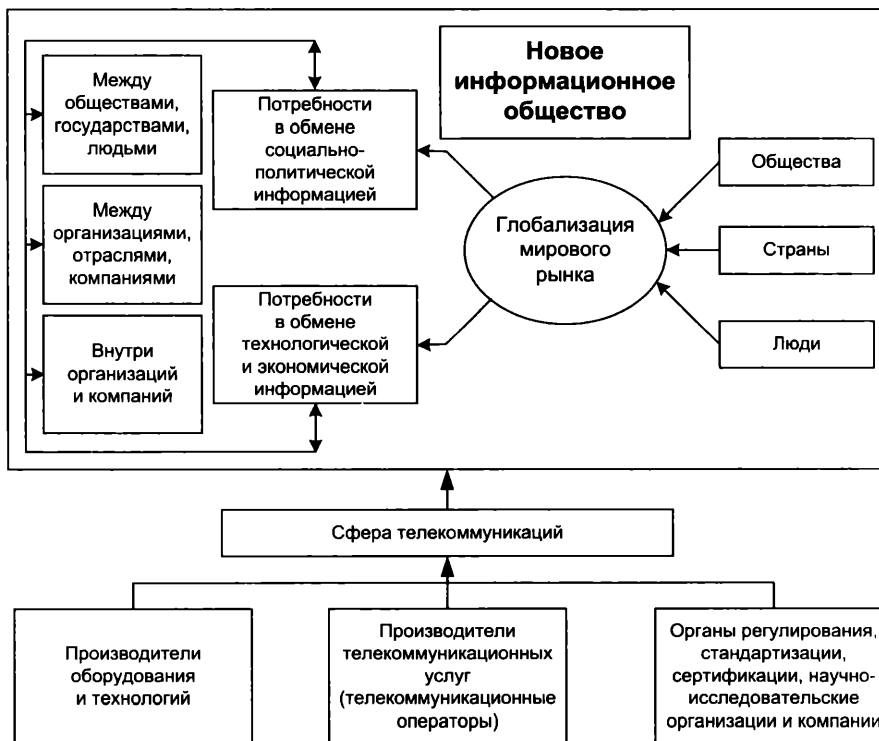 Новое
информационное
общество
Между
обществами,
государствами,
людьми
Потребности
в обмене
социально-
политической
информацией
Общества
Между
организациями,
отраслями,
компаниями
Глобализация
мирового
рынка
Страны
Потребности
в обмене
технологической
и экономической
информацией
Внутри
организаций
и компаний
Люди
Сфера телекоммуникаций
Производители
оборудования
и технологий
Производители
телекоммуникационных
услуг
(телекоммуникационные
операторы)
Органы регулирования,
стандартизации,
сертификации, научно-
исследовательские
организации и компании